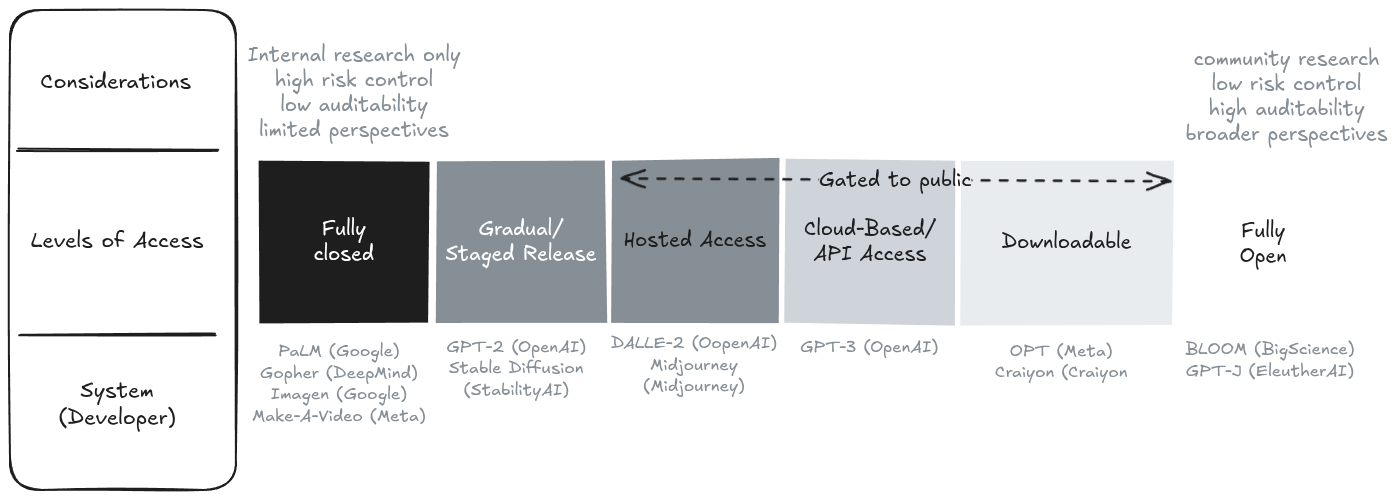 Considerations
Levels of Access
System
(Developer)
Internal research only
high risk control
low auditability
limited perspectives
community research
low risk control
high auditability
broader perspectives
Gated to public
Fully
closed
Gradual/
Staged Release
Hosted Access
Cloud-Based/
API Access
Downloadable
Fully
Open
PaLM (Google)
Gopher (DeepMind)
Imagen (Google)
Make-A-Video (Meta)
GPT-2 (OpenAI)
Stable Diffusion
(StabilityAI)
DALLE-2 (OopenAI)
Midjourney
(Midjourney)
GPT-3 (OpenAI)
OPT (Meta)
Craiyon (Craiyon
BLOOM (BigScience)
GPT-J (EleutherAI)